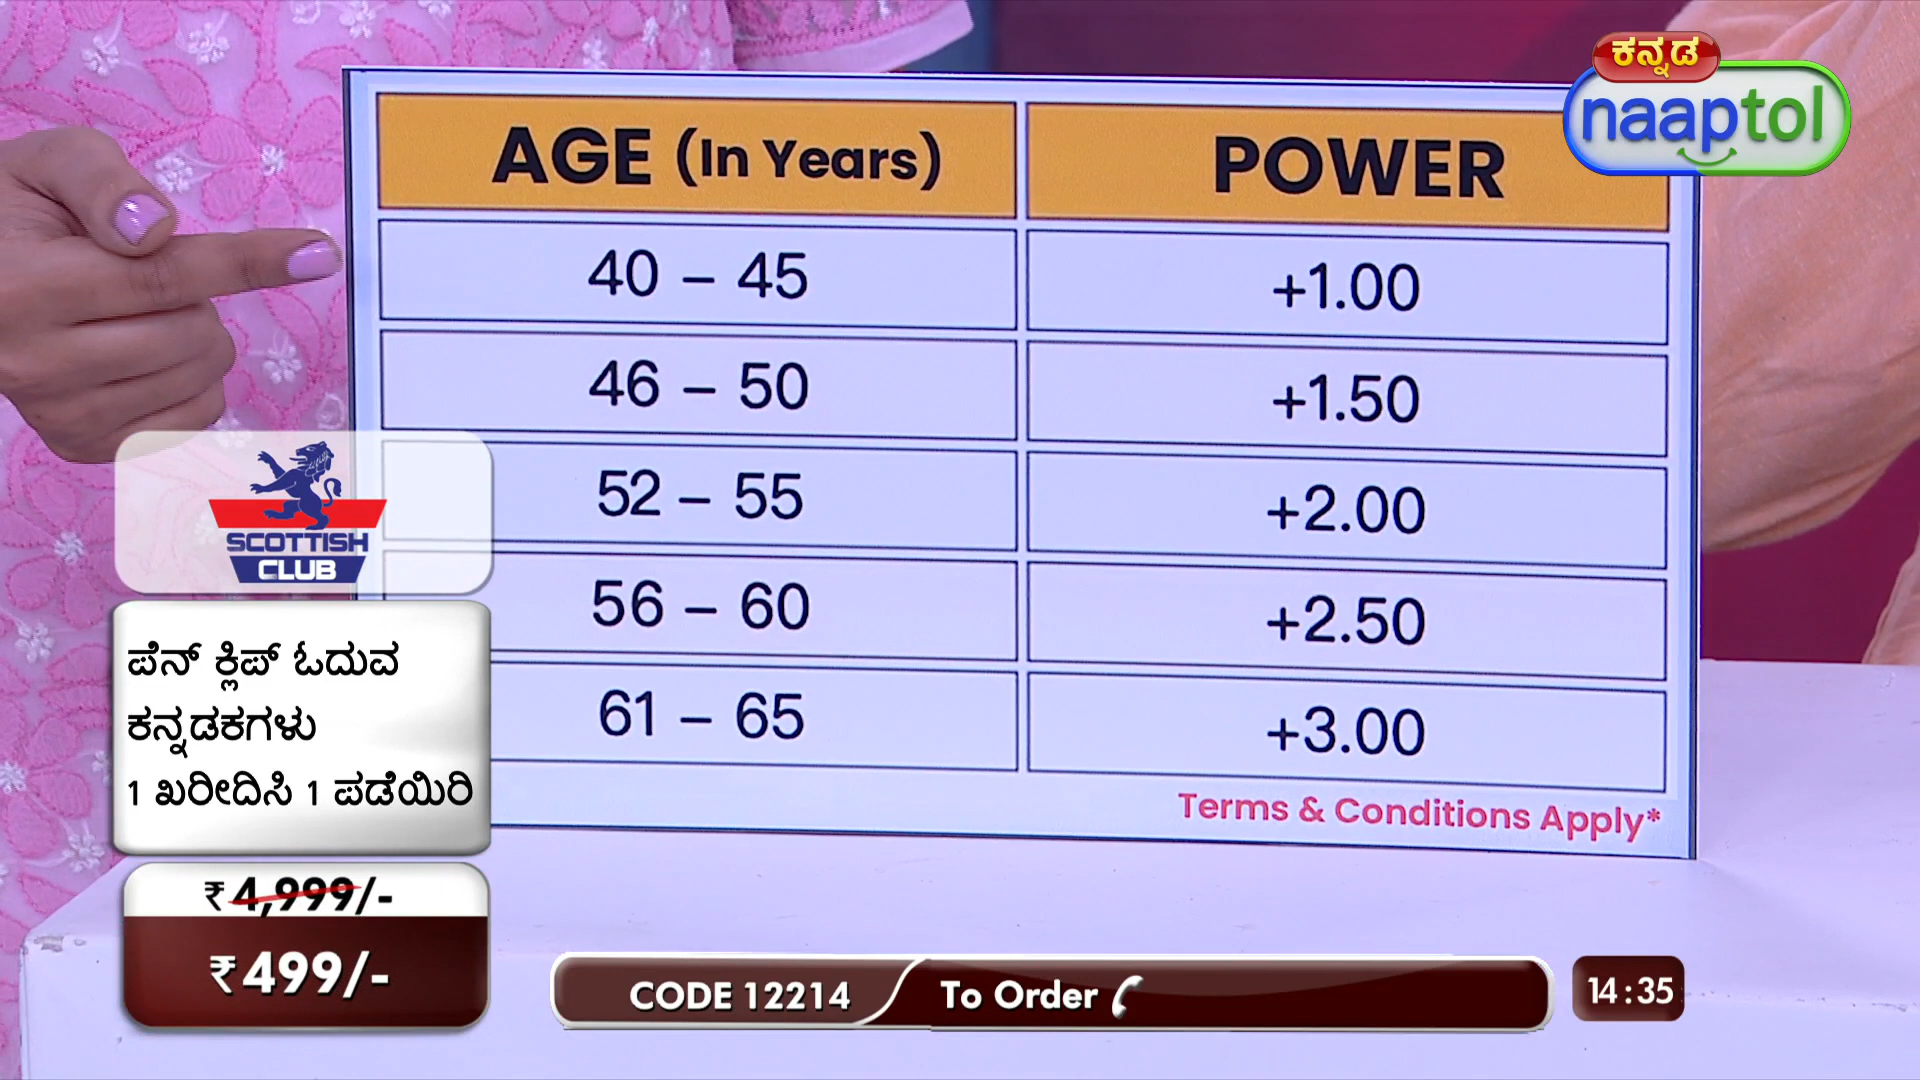 ಕನ್ನಡ
naaptol
AGE (In Years) POWER
40 – 45 +1.00
46 – 50 +1.50
52 – 55 +2.00
56 – 60 +2.50
61 – 65 +3.00
Terms & Conditions Apply*
SCOTTISH
CLUB
ಪೆನ್ ಕ್ಲಿಪ್ ಓದುವ
ಕನ್ನಡಕಗಳು
1 ಖರೀದಿಸಿ 1 ಪಡೆಯಿರಿ
₹4,999/-
₹499/-
CODE 12214 To Order
14:35